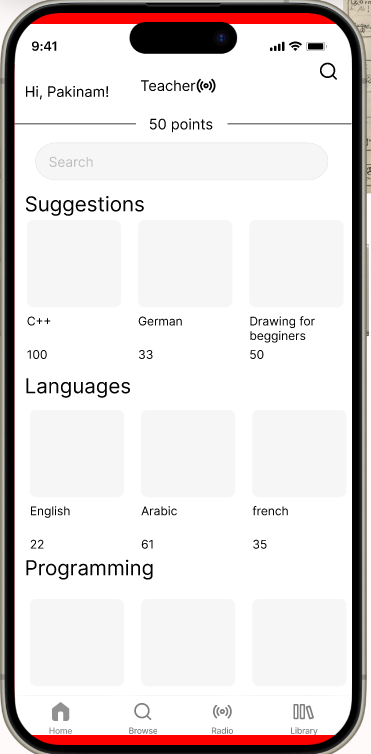 9:41
Hi, Pakinam!
Teacher
50 points
Search
Suggestions
C++ German Drawing for
begginers
100 33 50
Languages
English Arabic french
22 61 35
Programming
Home Browse Radio Library